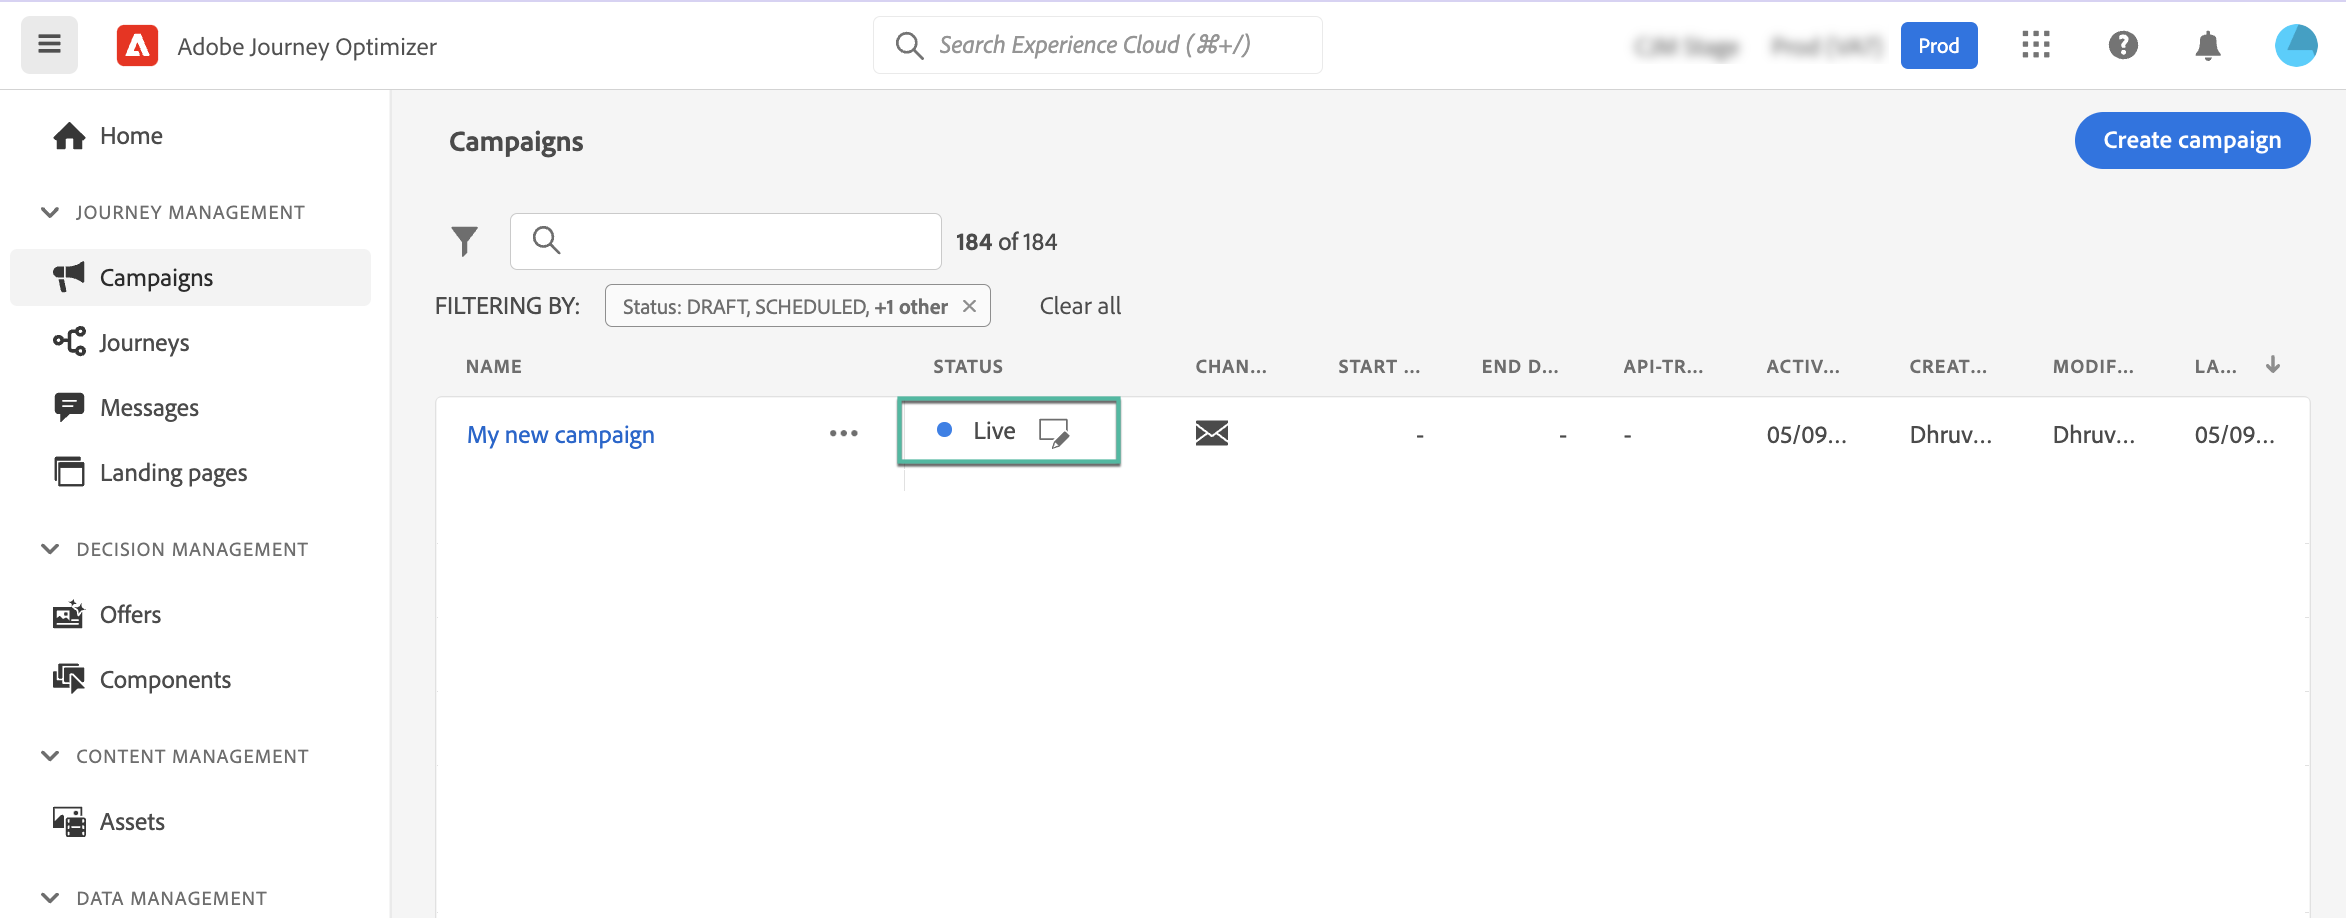 Adobe Journey Optimizer
Search Experience Cloud (⌘+/)
Prod
Home
JOURNEY MANAGEMENT
Campaigns
Journeys
Messages
Landing pages
DECISION MANAGEMENT
Offers
Components
CONTENT MANAGEMENT
Assets
DATA MANAGEMENT
Campaigns
Create campaign
184 of 184
FILTERING BY: Status: DRAFT, SCHEDULED, +1 other Clear all
NAME STATUS CHAN... START ... END D... API-TR... ACTIV... CREAT... MODIF... LA...
My new campaign ••• Live - - - 05/09... Dhruv... Dhruv... 05/09...